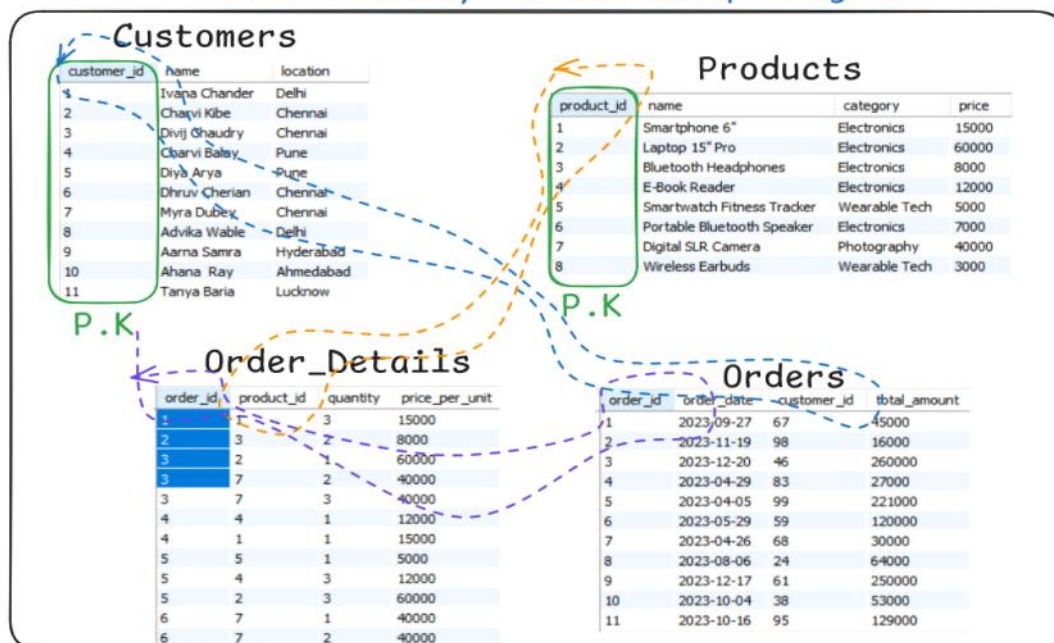 Customers
customer_id name location
1 Ivana Chander Delhi
2 Charvi Kibe Chennai
3 Divij Chaudry Chennai
4 Charvi Balay Pune
5 Diya Arya Pune
6 Dhruv Cherian Chennai
7 Myra Dubey Chennai
8 Advika Wable Delhi
9 Aarna Samra Hyderabad
10 Ahana Ray Ahmedabad
11 Tanya Baria Lucknow
P.K
Products
product_id name category price
1 Smartphone 6" Electronics 15000
2 Laptop 15" Pro Electronics 60000
3 Bluetooth Headphones Electronics 8000
4 E-Book Reader Electronics 12000
5 Smartwatch Fitness Tracker Wearable Tech 5000
6 Portable Bluetooth Speaker Electronics 7000
7 Digital SLR Camera Photography 40000
8 Wireless Earbuds Wearable Tech 3000
P.K
Order_Details
order_id product_id quantity price_per_unit
1 1 3 15000
2 3 2 8000
3 2 1 60000
3 7 2 40000
3 7 3 40000
4 4 1 12000
4 1 1 15000
5 5 1 5000
5 4 3 12000
5 2 3 60000
6 7 1 40000
6 7 2 40000
Orders
order_id order_date customer_id total_amount
1 2023-09-27 67 45000
2 2023-11-19 98 16000
3 2023-12-20 46 260000
4 2023-04-29 83 27000
5 2023-04-05 99 221000
6 2023-05-29 59 120000
7 2023-04-26 68 30000
8 2023-08-06 24 64000
9 2023-12-17 61 250000
10 2023-10-04 38 53000
11 2023-10-16 95 129000